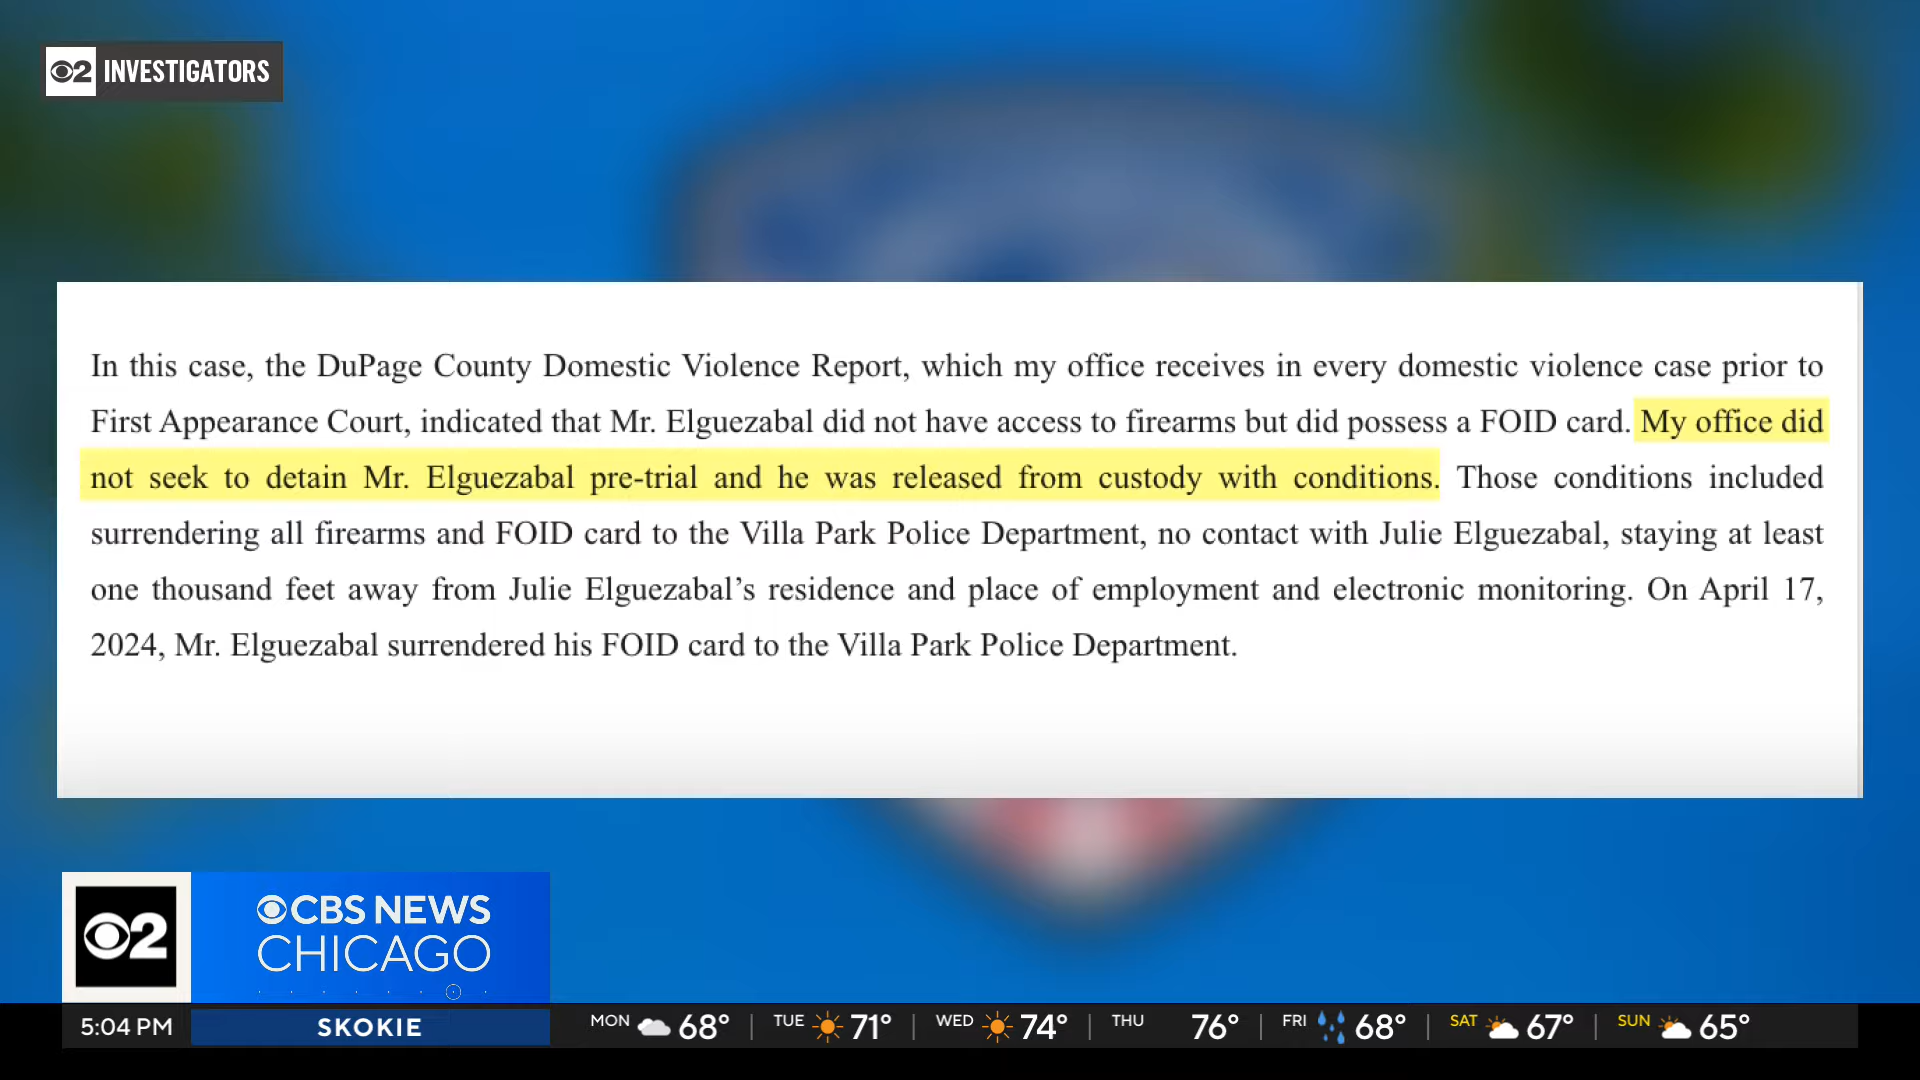 2 INVESTIGATORS
In this case, the DuPage County Domestic Violence Report, which my office receives in every domestic violence case prior to
First Appearance Court, indicated that Mr. Elguezabal did not have access to firearms but did possess a FOID card. My office did
not seek to detain Mr. Elguezabal pre-trial and he was released from custody with conditions. Those conditions included
surrendering all firearms and FOID card to the Villa Park Police Department, no contact with Julie Elguezabal, staying at least
one thousand feet away from Julie Elguezabal’s residence and place of employment and electronic monitoring. On April 17,
2024, Mr. Elguezabal surrendered his FOID card to the Villa Park Police Department.
2
CBS NEWS
CHICAGO
5:04 PM SKOKIE MON 68° TUE 71° WED 74° THU 76° FRI 68° SAT 67° SUN 65°